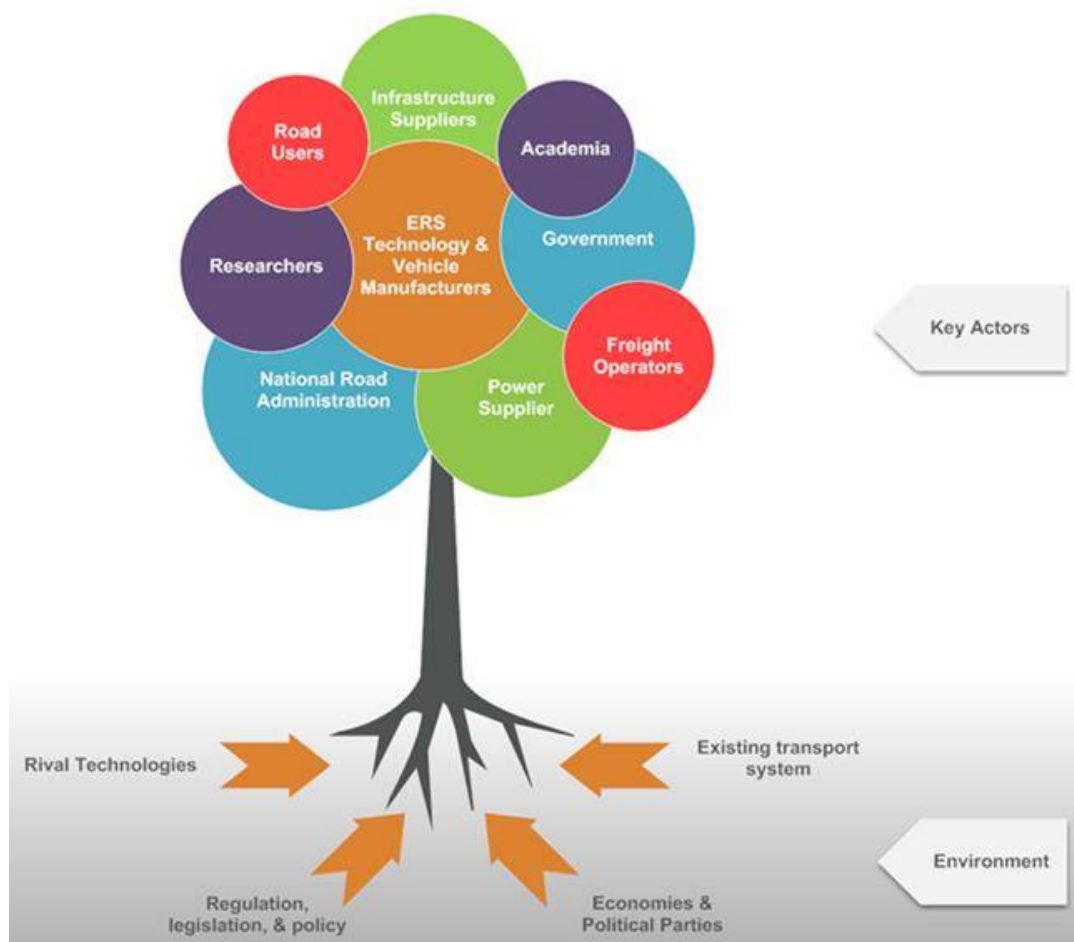 Infrastructure
Suppliers
Road
Users
Academia
ERS
Technology &
Vehicle
Manufacturers
Government
Researchers
Key Actors
Freight
Operators
National Road
Administration
Power
Supplier
Rival Technologies
Existing transport
system
Environment
Regulation,
legislation, & policy
Economies &
Political Parties